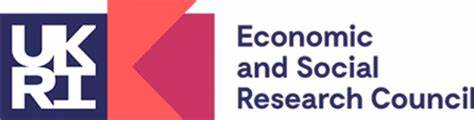 UK
RI
Economic
and Social
Research Council